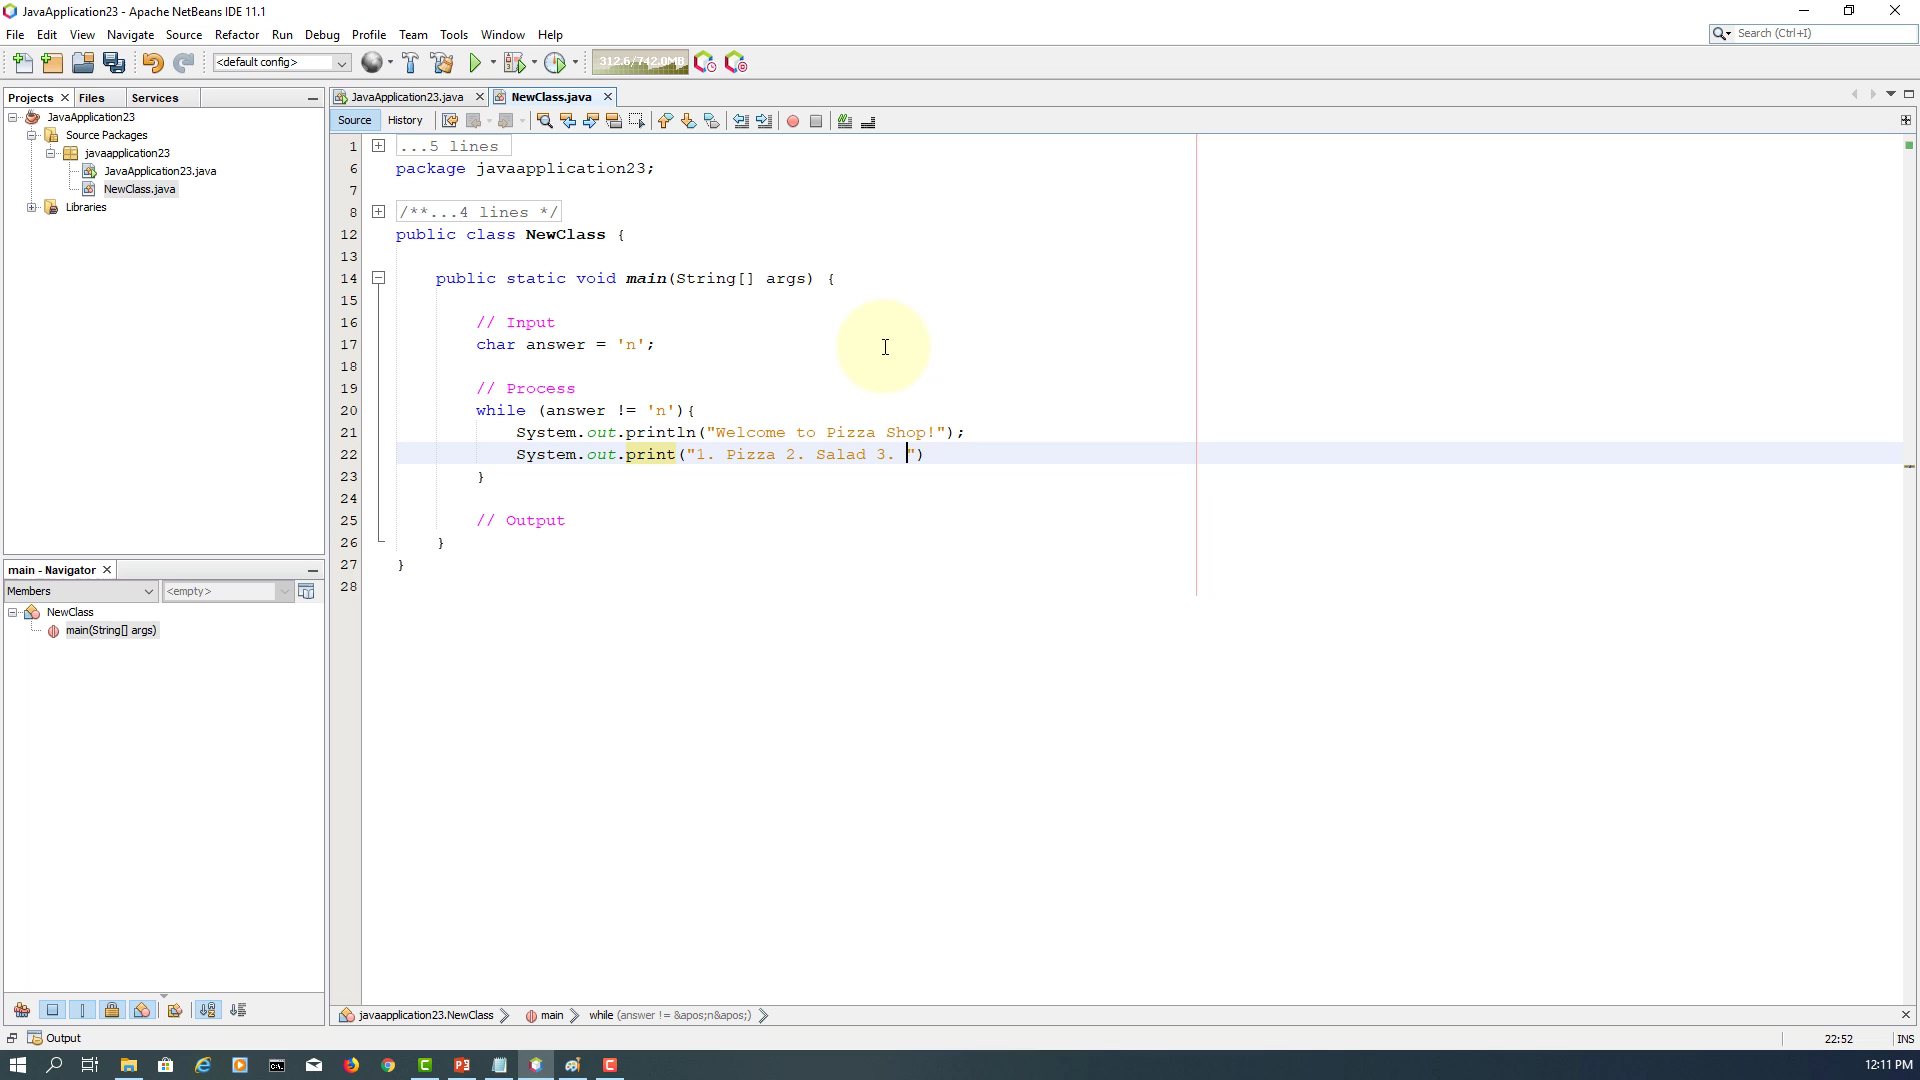 JavaApplication23 - Apache NetBeans IDE 11.1
File Edit View Navigate Source Refactor Run Debug Profile Team Tools Window Help
Search (Ctrl+I)
<default config>
312.6/742.0MB
Projects Files Services
JavaApplication23
Source Packages
javaapplication23
JavaApplication23.java
NewClass.java
Libraries
JavaApplication23.java NewClass.java
Source History
1 ...5 lines
6 package javaapplication23;
7
8 /**...4 lines */
12 public class NewClass {
13
14 public static void main(String[] args) {
15
16 // Input
17 char answer = 'n';
18
19 // Process
20 while (answer != 'n'){
21 System.out.println("Welcome to Pizza Shop!");
22 System.out.print("1. Pizza 2. Salad 3. ")
23 }
24
25 // Output
26 }
27 }
28
main - Navigator
Members <empty>
NewClass
main(String[] args)
javaapplication23.NewClass main while (answer != &apos;n&apos;)
Output
22:52 INS
12:11 PM